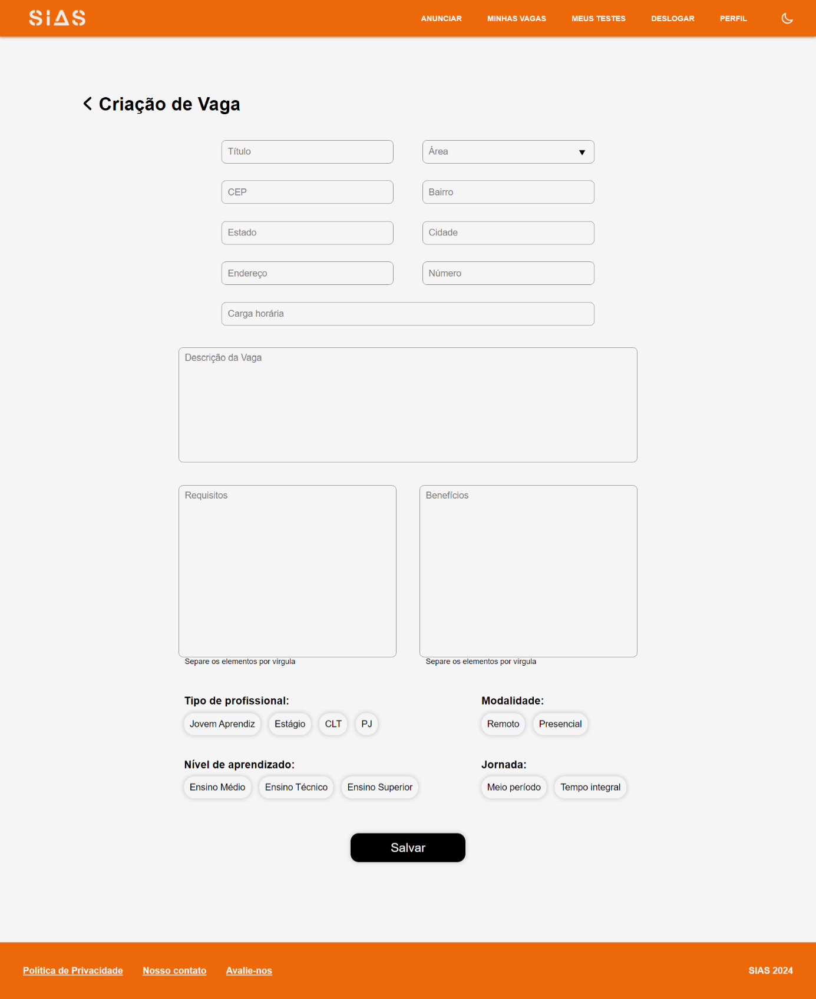 SIAS
ANUNCIAR MINHAS VAGAS MEUS TESTES DESLOGAR PERFIL
Criação de Vaga
Título
Área
CEP
Bairro
Estado
Cidade
Endereço
Número
Carga horária
Descrição da Vaga
Requisitos
Benefícios
Separe os elementos por vírgula
Separe os elementos por vírgula
Tipo de profissional:
Jovem Aprendiz Estágio CLT PJ
Modalidade:
Remoto Presencial
Nível de aprendizado:
Ensino Médio Ensino Técnico Ensino Superior
Jornada:
Meio período Tempo integral
Salvar
Política de Privacidade Nosso contato Avalie-nos
SIAS 2024